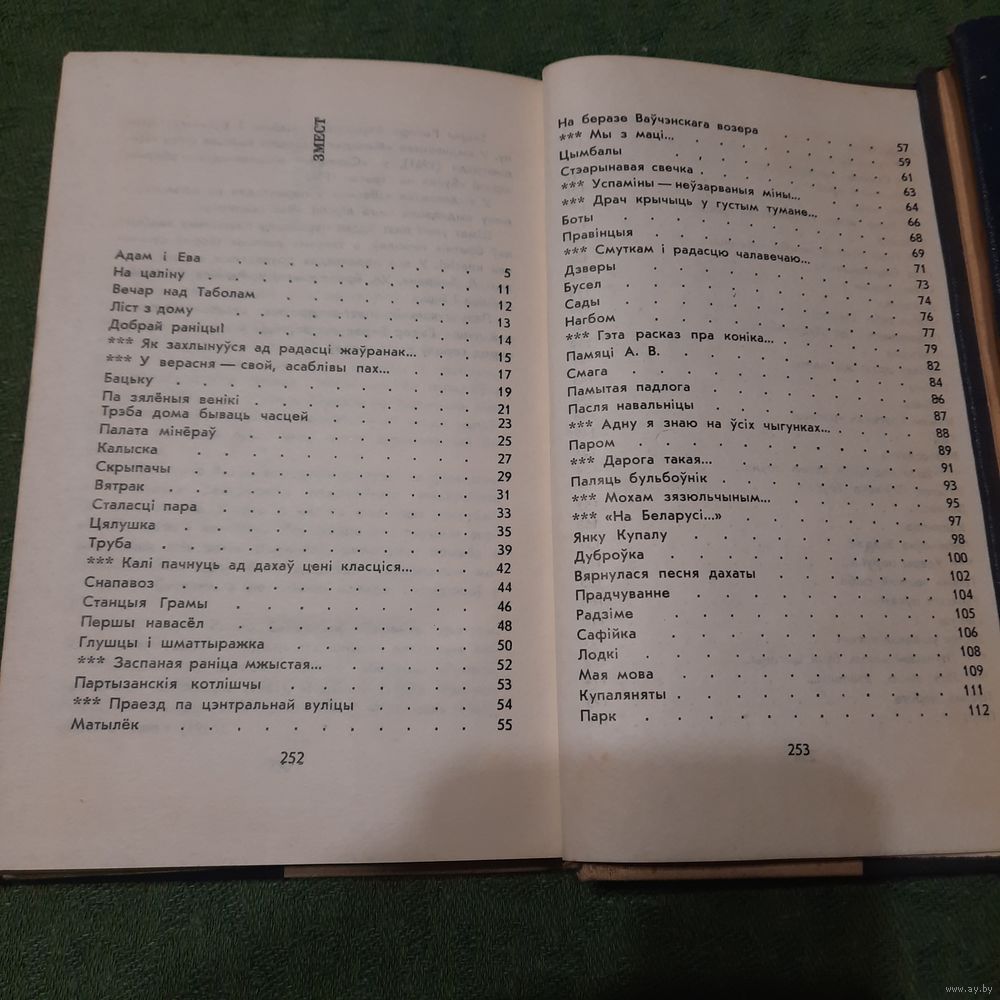 ЗМЕСТ
Адам і Ева . . . . . . . . . 5
На цаліну . . . . . . . . . 11
Вечар над Таболам . . . . . . 12
Ліст з дому . . . . . . . . . 13
Добрай раніцы! . . . . . . . 14
*** Як захлынуўся ад радасці жаўранак... . . 15
*** У верасня — свой, асаблівы пах... . . . 17
Бацьку . . . . . . . . . . 19
Па зялёныя венікі . . . . . . . 21
Трэба дома бываць часцей . . . . . 23
Палата мінёраў . . . . . . . 25
Калыска . . . . . . . . . 27
Скрыпачы . . . . . . . . . 29
Вятрак . . . . . . . . . . 31
Сталасці пара . . . . . . . . 33
Цялушка . . . . . . . . . 35
Труба . . . . . . . . . . 39
*** Калі пачнуць ад дахаў цені класціся... . . 42
Снапавоз . . . . . . . . . 44
Станцыя Грамы . . . . . . . . 46
Першы навасёл . . . . . . . . 48
Глушцы і шматтыражка . . . . . . 50
*** Заспаная раніца мжыстая... . . . . 52
Партызанскія котлішчы . . . . . . 53
*** Праезд па цэнтральнай вуліцы . . . . 54
Матылёк . . . . . . . . . 55
252
На беразе Ваўчэнскага возера . . . . 57
*** Мы з маці... . . . . . . . 59
Цымбалы . . . . . . . . . 61
Стэарынавая свечка . . . . . . . 63
*** Успаміны — неўзарваныя міны... . . . 64
*** Драч крычыць у густым тумане... . . . 66
Боты . . . . . . . . . . 68
Правінцыя . . . . . . . . . 69
*** Смуткам і радасцю чалавечаю... . . . 71
Дзверы . . . . . . . . . . 73
Бусел . . . . . . . . . . 74
Сады . . . . . . . . . . 76
Нагбом . . . . . . . . . . 77
*** Гэта расказ пра коніка... . . . . 79
Памяці А. В. . . . . . . . . 82
Смага . . . . . . . . . . 84
Памытая падлога . . . . . . . 86
Пасля навальніцы . . . . . . . 87
*** Адну я знаю на ўсіх чыгунках... . . . 88
Паром . . . . . . . . . . 89
*** Дарога такая... . . . . . . 91
Паляць бульбоўнік . . . . . . . 93
*** Мохам зязюльчыным... . . . . . 95
*** «На Беларусі...» . . . . . . 97
Янку Купалу . . . . . . . . 98
Дуброўка . . . . . . . . . 100
Вярнулася песня дахаты . . . . . . 102
Прадчуванне . . . . . . . . 104
Радзіме . . . . . . . . . 105
Сафійка . . . . . . . . . 106
Лодкі . . . . . . . . . . 108
Мая мова . . . . . . . . . 109
Купаляняты . . . . . . . . . 111
Парк . . . . . . . . . . 112
253
www.ay.by